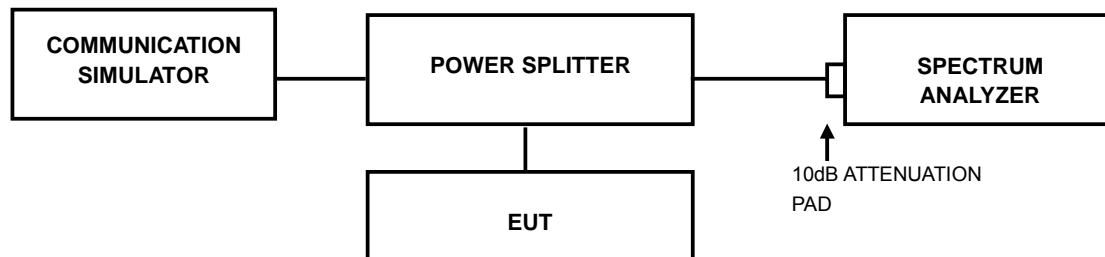 COMMUNICATION
SIMULATOR
POWER SPLITTER
SPECTRUM
ANALYZER
10dB ATTENUATION
PAD
EUT